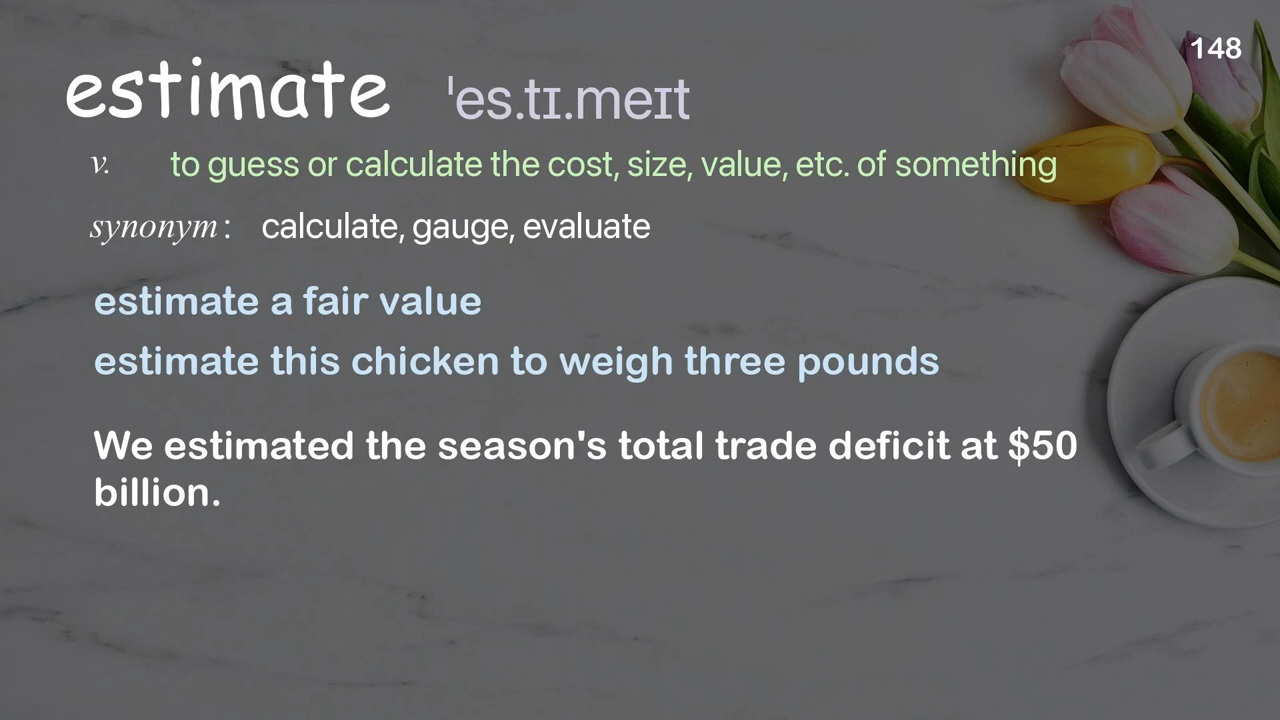 148
estimate ˈes.tɪ.meɪt
v. to guess or calculate the cost, size, value, etc. of something
synonym: calculate, gauge, evaluate
estimate a fair value
estimate this chicken to weigh three pounds
We estimated the season's total trade deficit at $50
billion.